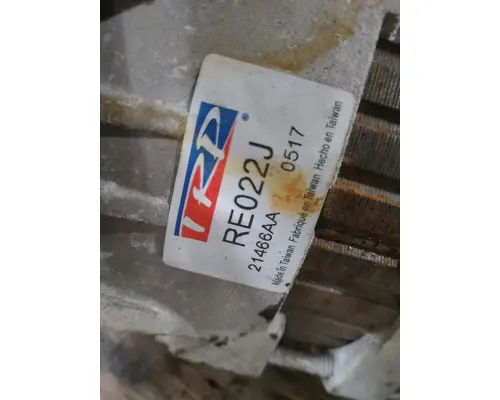 TRP®
RE022J
21466AA 0517
Made in Taiwan Fabriqué en Taiwan Hecho en Taiwan